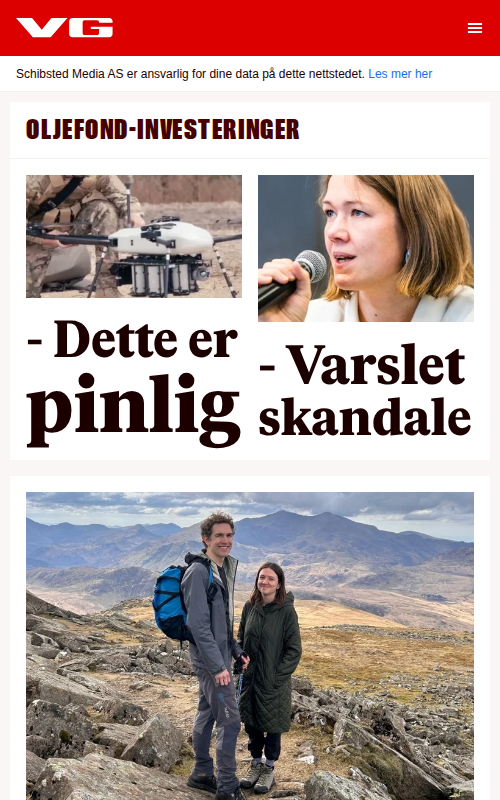 VG
Schibsted Media AS er ansvarlig for dine data på dette nettstedet. Les mer her
OLJEFOND-INVESTERINGER
- Dette er
pinlig
- Varslet
skandale